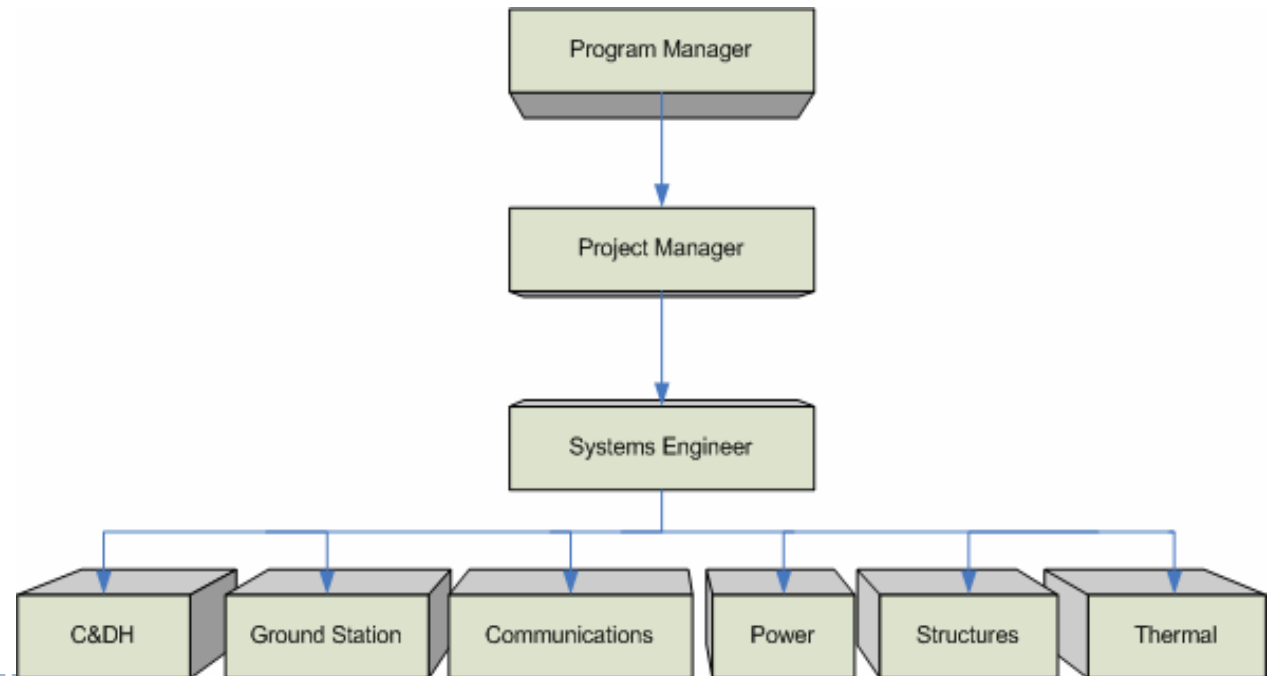 Program Manager
Project Manager
Systems Engineer
C&DH
Ground Station
Communications
Power
Structures
Thermal